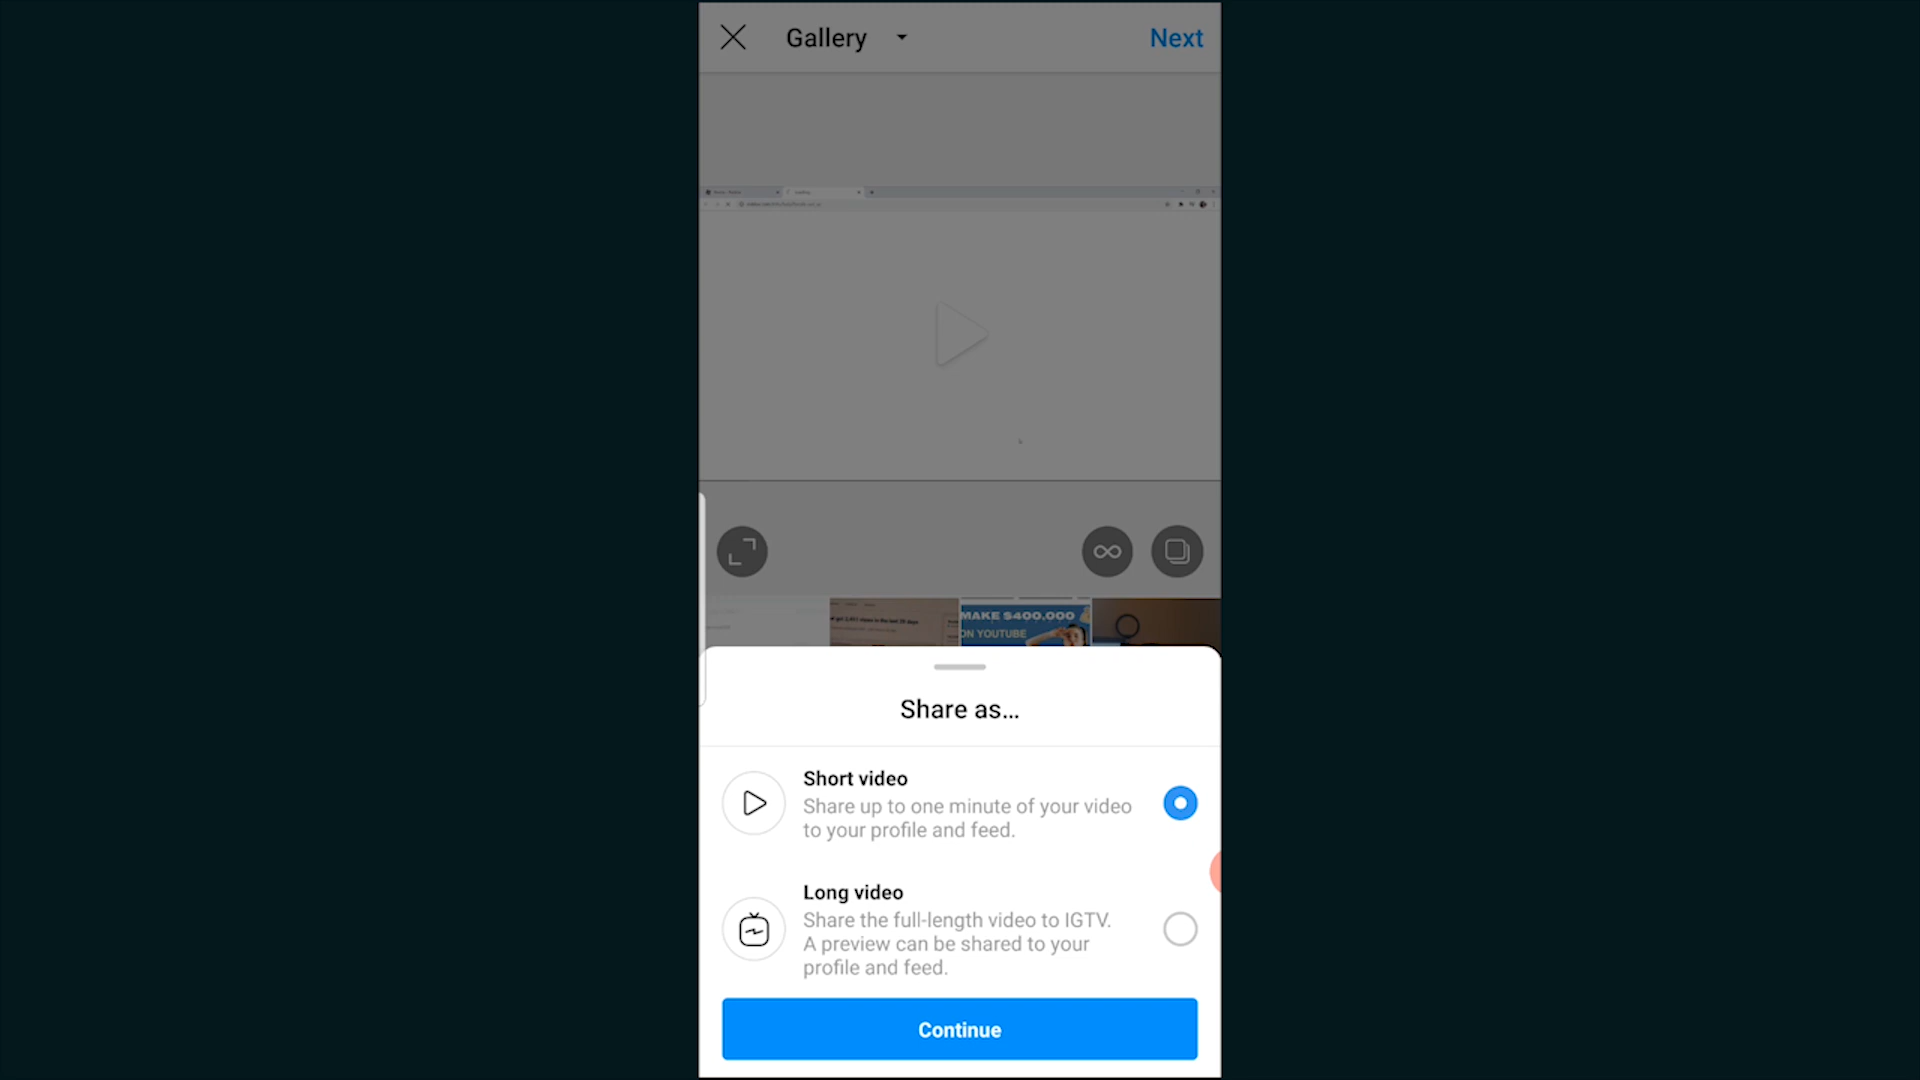 Gallery
Next
MAKE $400,000
ON YOUTUBE
Share as...
Short video
Share up to one minute of your video
to your profile and feed.
Long video
Share the full-length video to IGTV.
A preview can be shared to your
profile and feed.
Continue